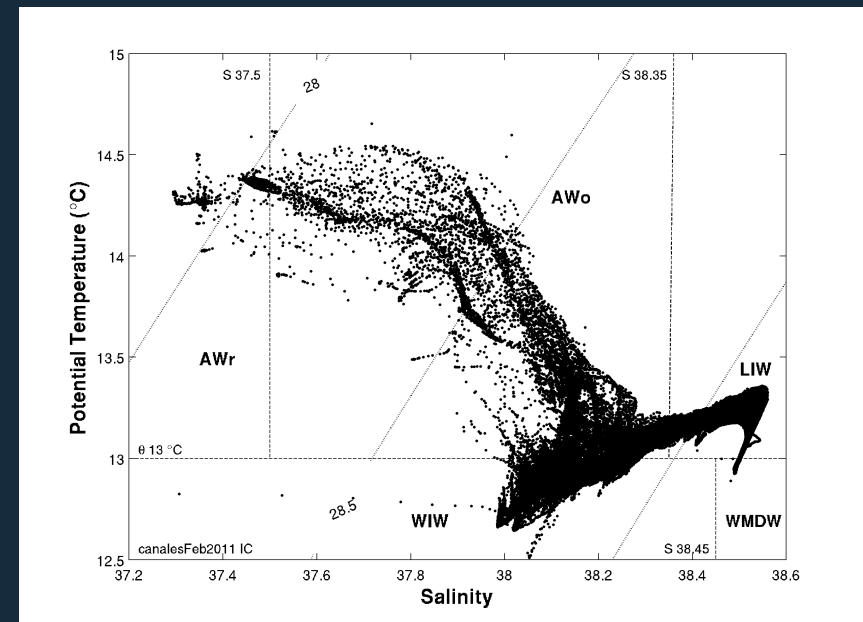 15
14.5
14
13.5
13
12.5
Potential Temperature (°C)
S 37.5
28
S 38.35
AWo
AWr
LIW
θ 13 °C
28.5
WIW
WMDW
canalesFeb2011 IC
S 38.45
37.2 37.4 37.6 37.8 38 38.2 38.4 38.6
Salinity